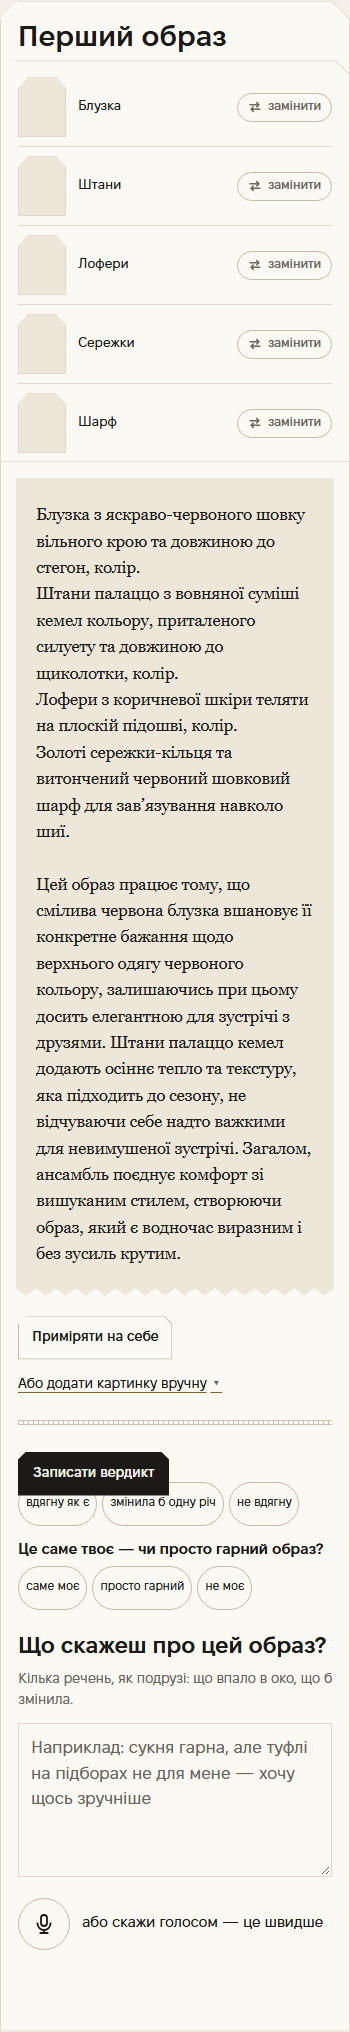 Перший образ
Блузка
замінити
Штани
замінити
Лофери
замінити
Сережки
замінити
Шарф
замінити
Блузка з яскраво-червоного шовку
вільного крою та довжиною до
стегон, колір.
Штани палаццо з вовняної суміші
кемел кольору, приталеного
силуету та довжиною до
щиколотки, колір.
Лофери з коричневої шкіри теляти
на плоскій підошві, колір.
Золоті сережки-кільця та
витончений червоний шовковий
шарф для зав’язування навколо
шиї.
Цей образ працює тому, що
смілива червона блузка вшановує її
конкретне бажання щодо
верхнього одягу червоного
кольору, залишаючись при цьому
досить елегантною для зустрічі з
друзями. Штани палаццо кемел
додають осіннє тепло та текстуру,
яка підходить до сезону, не
відчуваючи себе надто важкими
для невимушеної зустрічі. Загалом,
ансамбль поєднує комфорт зі
вишуканим стилем, створюючи
образ, який є водночас виразним і
без зусиль крутим.
Приміряти на себе
Або додати картинку вручну
Записати вердикт
вдягну як є
змінила б одну річ
не вдягну
Це саме твоє — чи просто гарний образ?
саме моє
просто гарний
не моє
Що скажеш про цей образ?
Кілька речень, як подрузі: що впало в око, що б
змінила.
Наприклад: сукня гарна, але туфлі
на підборах не для мене — хочу
щось зручніше
або скажи голосом — це швидше